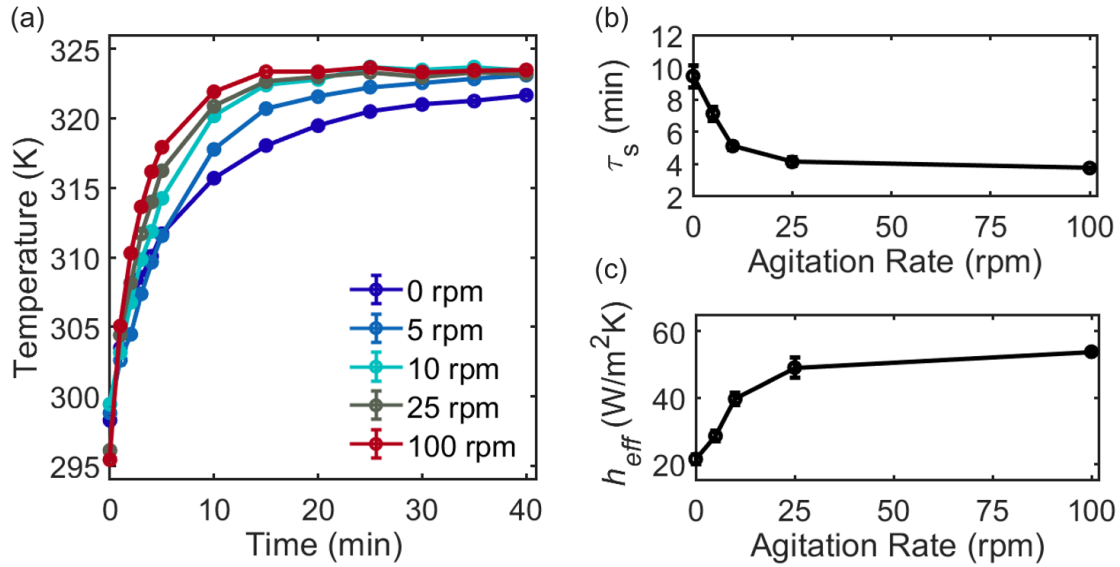 (a)
Temperature (K)
325
320
315
310
305
300
295
0 10 20 30 40
Time (min)
0 rpm
5 rpm
10 rpm
25 rpm
100 rpm
(b)
τs (min)
12
10
8
6
4
2
0 25 50 75 100
Agitation Rate (rpm)
(c)
heff (W/m²K)
60
40
20
0 25 50 75 100
Agitation Rate (rpm)